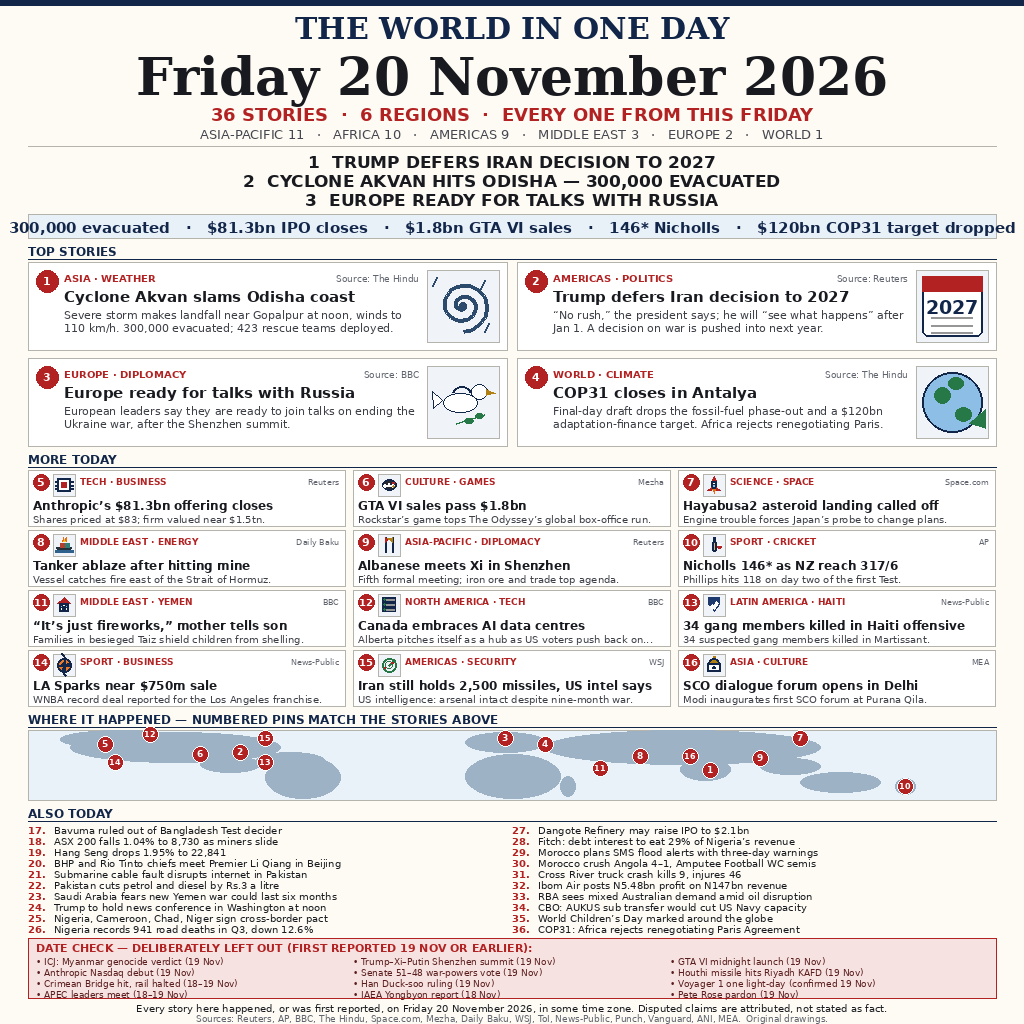 THE WORLD IN ONE DAY
Friday 20 November 2026
36 STORIES · 6 REGIONS · EVERY ONE FROM THIS FRIDAY
ASIA-PACIFIC 11 · AFRICA 10 · AMERICAS 9 · MIDDLE EAST 3 · EUROPE 2 · WORLD 1
1 TRUMP DEFERS IRAN DECISION TO 2027
2 CYCLONE AKVAN HITS ODISHA — 300,000 EVACUATED
3 EUROPE READY FOR TALKS WITH RUSSIA
300,000 evacuated · $81.3bn IPO closes · $1.8bn GTA VI sales · 146* Nicholls · $120bn COP31 target dropped
TOP STORIES
1 ASIA · WEATHER Source: The Hindu
Cyclone Akvan slams Odisha coast
Severe storm makes landfall near Gopalpur at noon, winds to
110 km/h. 300,000 evacuated; 423 rescue teams deployed.
2 AMERICAS · POLITICS Source: Reuters
Trump defers Iran decision to 2027
“No rush,” the president says; he will “see what happens” after
Jan 1. A decision on war is pushed into next year.
2027
3 EUROPE · DIPLOMACY Source: BBC
Europe ready for talks with Russia
European leaders say they are ready to join talks on ending the
Ukraine war, after the Shenzhen summit.
4 WORLD · CLIMATE Source: The Hindu
COP31 closes in Antalya
Final-day draft drops the fossil-fuel phase-out and a $120bn
adaptation-finance target. Africa rejects renegotiating Paris.
MORE TODAY
5 TECH · BUSINESS Reuters
Anthropic’s $81.3bn offering closes
Shares priced at $83; firm valued near $1.5tn.
6 CULTURE · GAMES Mezha
GTA VI sales pass $1.8bn
Rockstar’s game tops The Odyssey’s global box-office run.
7 SCIENCE · SPACE Space.com
Hayabusa2 asteroid landing called off
Engine trouble forces Japan’s probe to change plans.
8 MIDDLE EAST · ENERGY Daily Baku
Tanker ablaze after hitting mine
Vessel catches fire east of the Strait of Hormuz.
9 ASIA-PACIFIC · DIPLOMACY Reuters
Albanese meets Xi in Shenzhen
Fifth formal meeting; iron ore and trade top agenda.
10 SPORT · CRICKET AP
Nicholls 146* as NZ reach 317/6
Phillips hits 118 on day two of the first Test.
11 MIDDLE EAST · YEMEN BBC
“It’s just fireworks,” mother tells son
Families in besieged Taiz shield children from shelling.
12 NORTH AMERICA · TECH BBC
Canada embraces AI data centres
Alberta pitches itself as a hub as US voters push back on...
13 LATIN AMERICA · HAITI News-Public
34 gang members killed in Haiti offensive
34 suspected gang members killed in Martissant.
14 SPORT · BUSINESS News-Public
LA Sparks near $750m sale
WNBA record deal reported for the Los Angeles franchise.
15 AMERICAS · SECURITY WSJ
Iran still holds 2,500 missiles, US intel says
US intelligence: arsenal intact despite nine-month war.
16 ASIA · CULTURE MEA
SCO dialogue forum opens in Delhi
Modi inaugurates first SCO forum at Purana Qila.
WHERE IT HAPPENED — NUMBERED PINS MATCH THE STORIES ABOVE
12 15 3 7
5 4
6 2 8 16 9
14 13 11 1
10
ALSO TODAY
17. Bavuma ruled out of Bangladesh Test decider
18. ASX 200 falls 1.04% to 8,730 as miners slide
19. Hang Seng drops 1.95% to 22,841
20. BHP and Rio Tinto chiefs meet Premier Li Qiang in Beijing
21. Submarine cable fault disrupts internet in Pakistan
22. Pakistan cuts petrol and diesel by Rs.3 a litre
23. Saudi Arabia fears new Yemen war could last six months
24. Trump to hold news conference in Washington at noon
25. Nigeria, Cameroon, Chad, Niger sign cross-border pact
26. Nigeria records 941 road deaths in Q3, down 12.6%
27. Dangote Refinery may raise IPO to $2.1bn
28. Fitch: debt interest to eat 29% of Nigeria’s revenue
29. Morocco plans SMS flood alerts with three-day warnings
30. Morocco crush Angola 4–1, Amputee Football WC semis
31. Cross River truck crash kills 9, injures 46
32. Ibom Air posts N5.48bn profit on N147bn revenue
33. RBA sees mixed Australian demand amid oil disruption
34. CBO: AUKUS sub transfer would cut US Navy capacity
35. World Children’s Day marked around the globe
36. COP31: Africa rejects renegotiating Paris Agreement
DATE CHECK — DELIBERATELY LEFT OUT (FIRST REPORTED 19 NOV OR EARLIER):
• ICJ: Myanmar genocide verdict (19 Nov)
• Anthropic Nasdaq debut (19 Nov)
• Crimean Bridge hit, rail halted (18–19 Nov)
• APEC leaders meet (18–19 Nov)
• Trump–Xi–Putin Shenzhen summit (19 Nov)
• Senate 51–48 war-powers vote (19 Nov)
• Han Duck-soo ruling (19 Nov)
• IAEA Yongbyon report (18 Nov)
• GTA VI midnight launch (19 Nov)
• Houthi missile hits Riyadh KAFD (19 Nov)
• Voyager 1 one light-day (confirmed 19 Nov)
• Pete Rose pardon (19 Nov)
Every story here happened, or was first reported, on Friday 20 November 2026, in some time zone. Disputed claims are attributed, not stated as fact.
Sources: Reuters, AP, BBC, The Hindu, Space.com, Mezha, Daily Baku, WSJ, ToI, News-Public, Punch, Vanguard, ANI, MEA. Original drawings.